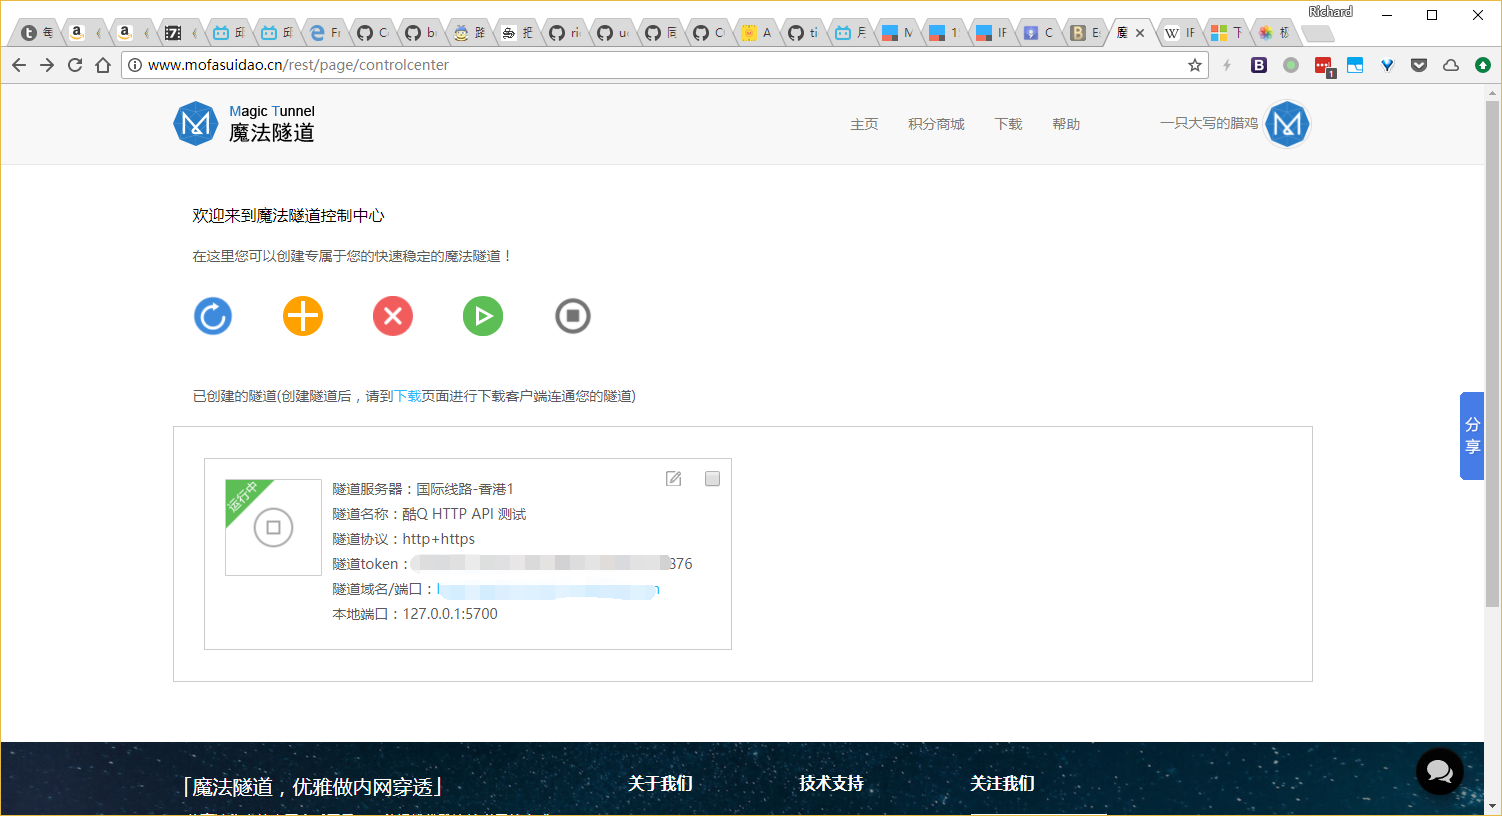 Richard
www.mofasuidao.cn/rest/page/controlcenter
Magic Tunnel
魔法隧道
主页 积分商城 下载 帮助 一只大写的腊鸡
欢迎来到魔法隧道控制中心
在这里您可以创建专属于您的快速稳定的魔法隧道！
已创建的隧道(创建隧道后，请到下载页面进行下载客户端连通您的隧道)
运行中
隧道服务器：国际线路-香港1
隧道名称：酷Q HTTP API 测试
隧道协议：http+https
隧道token：376
隧道域名/端口：
本地端口：127.0.0.1:5700
分享
「魔法隧道，优雅做内网穿透」
关于我们 技术支持 关注我们